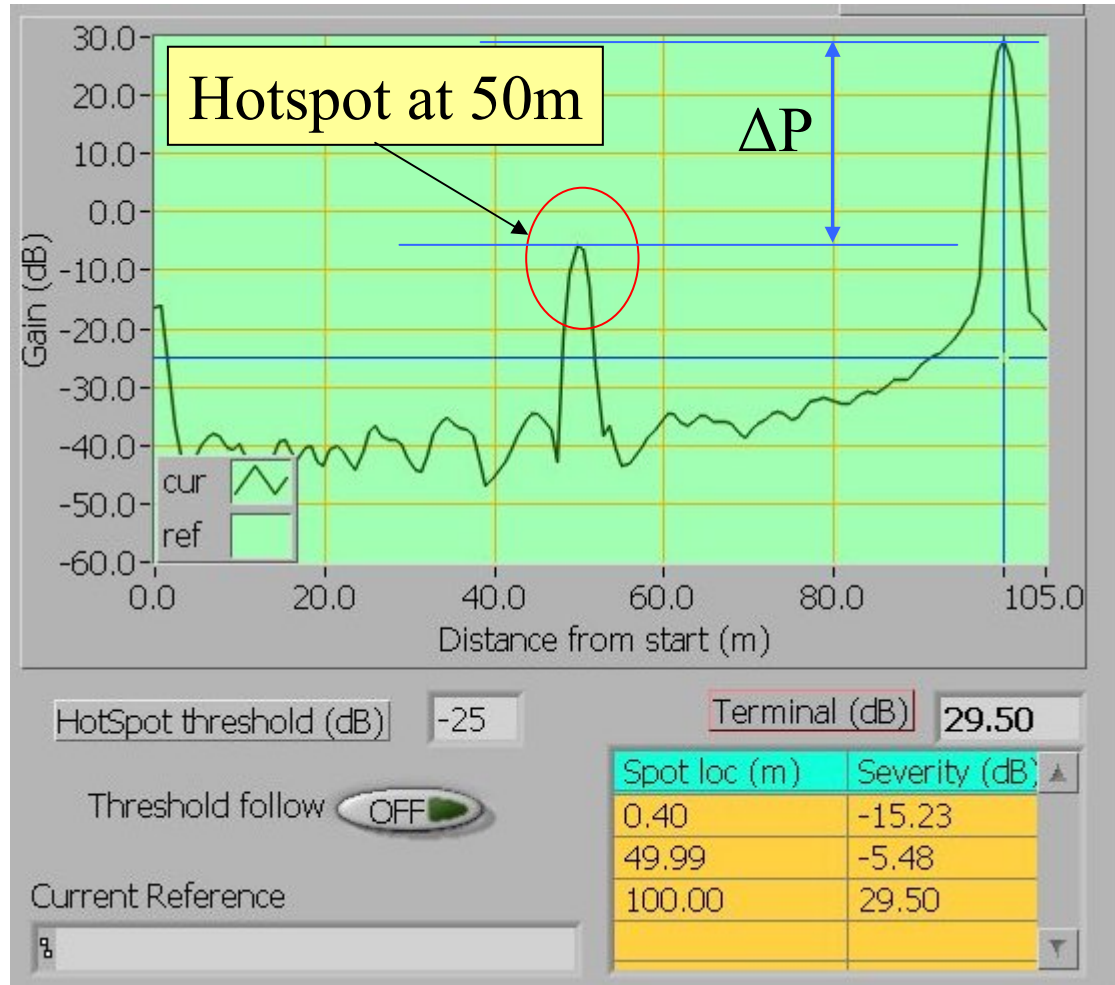 30.0
20.0
10.0
0.0
-10.0
-20.0
-30.0
-40.0
-50.0
-60.0
Gain (dB)
Hotspot at 50m
ΔP
cur
ref
0.0 20.0 40.0 60.0 80.0 105.0
Distance from start (m)
HotSpot threshold (dB) -25
Terminal (dB) 29.50
Threshold follow OFF
Spot loc (m) Severity (dB)
0.40 -15.23
49.99 -5.48
100.00 29.50
Current Reference